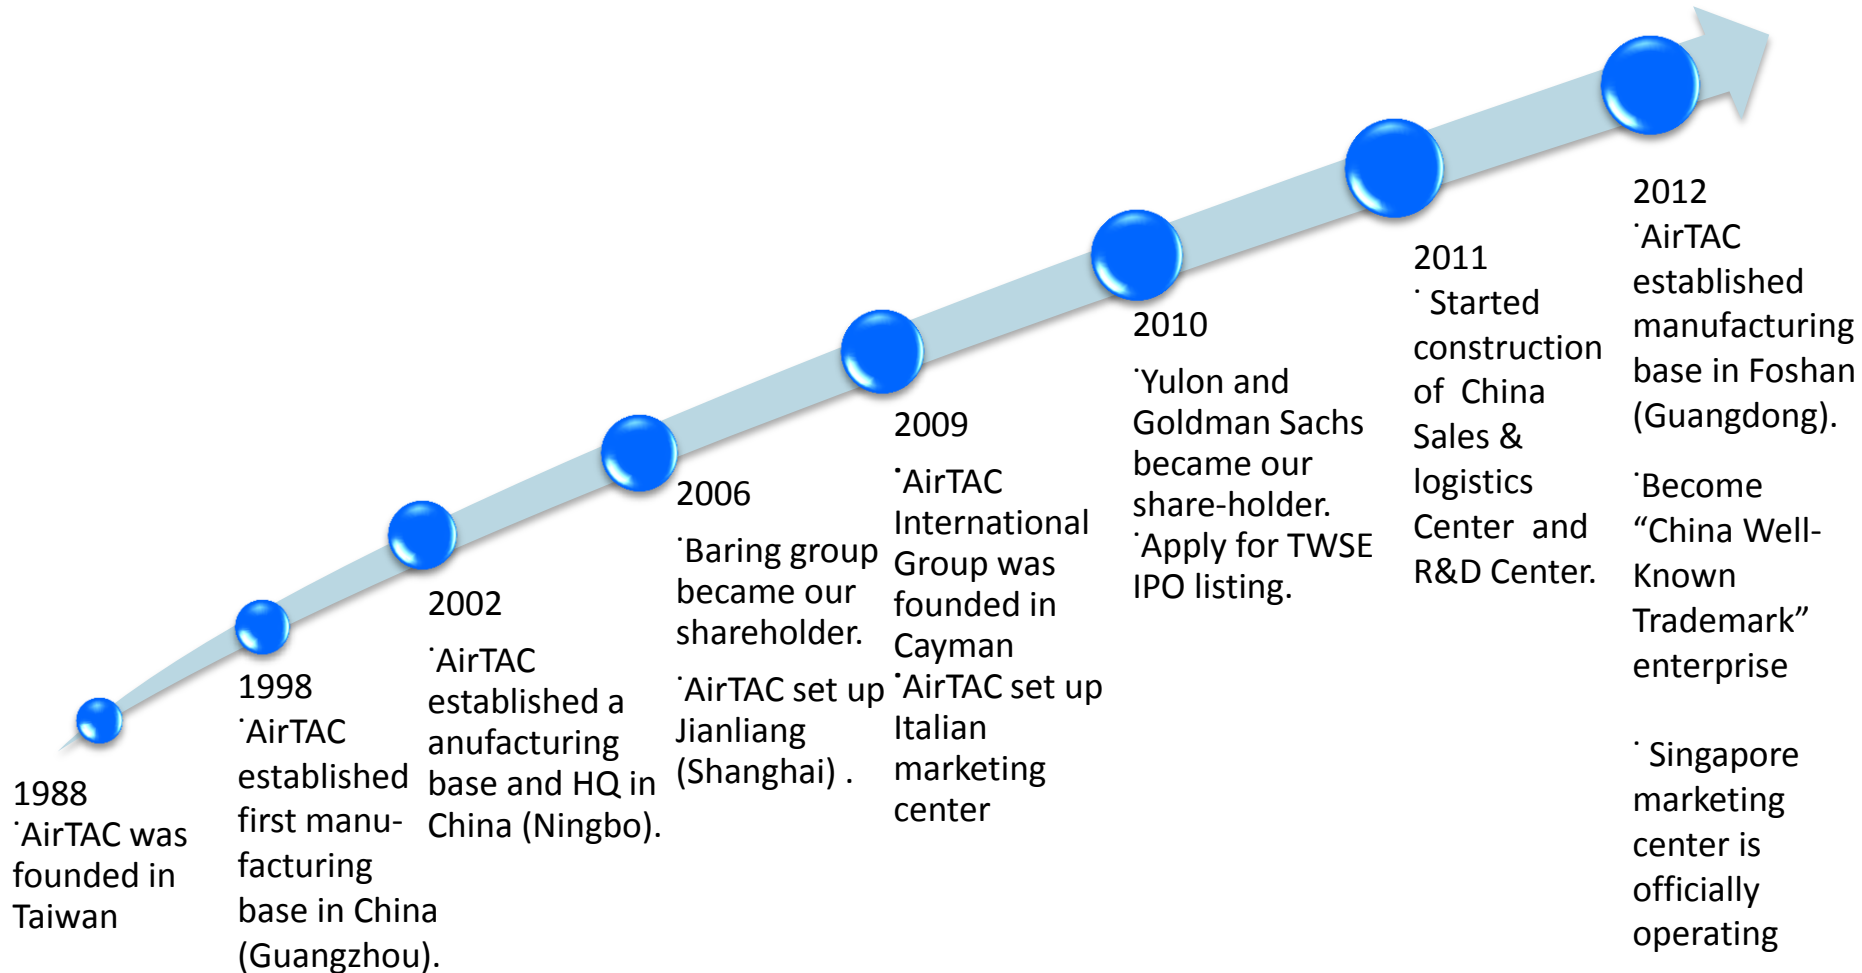 1988
˙AirTAC was
founded in
Taiwan
1998
˙AirTAC
established
first manu-
facturing
base in China
(Guangzhou).
2002
˙AirTAC
established a
anufacturing
base and HQ in
China (Ningbo).
2006
˙Baring group
became our
shareholder.
˙AirTAC set up
Jianliang
(Shanghai) .
2009
˙AirTAC
International
Group was
founded in
Cayman
˙AirTAC set up
Italian
marketing
center
2010
˙Yulon and
Goldman Sachs
became our
share-holder.
˙Apply for TWSE
IPO listing.
2011
˙ Started
construction
of China
Sales &
logistics
Center and
R&D Center.
2012
˙AirTAC
established
manufacturing
base in Foshan
(Guangdong).
˙Become
“China Well-
Known
Trademark”
enterprise
˙ Singapore
marketing
center is
officially
operating